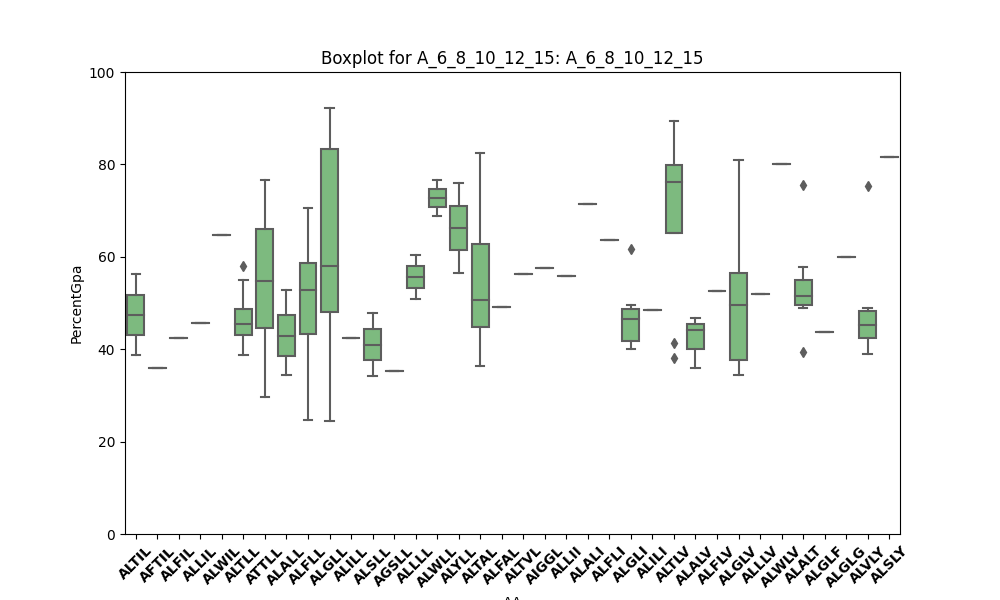 Boxplot for A_6_8_10_12_15: A_6_8_10_12_15
PercentGpa
100
80
60
40
20
0
ALTIL
AFTIL
ALFIL
ALLIL
ALWIL
ALTLL
ATTLL
ALALL
ALFLL
ALGLL
ALILL
ALSLL
AGSLL
ALLLL
ALWLL
ALYLL
ALTAL
ALFAL
ALTVL
AIGGL
ALLII
ALALI
ALFLI
ALGLI
ALILI
ALTLV
ALALV
ALFLV
ALGLV
ALLLV
ALWLV
ALALT
ALGLF
ALGLG
ALVLY
ALSLY